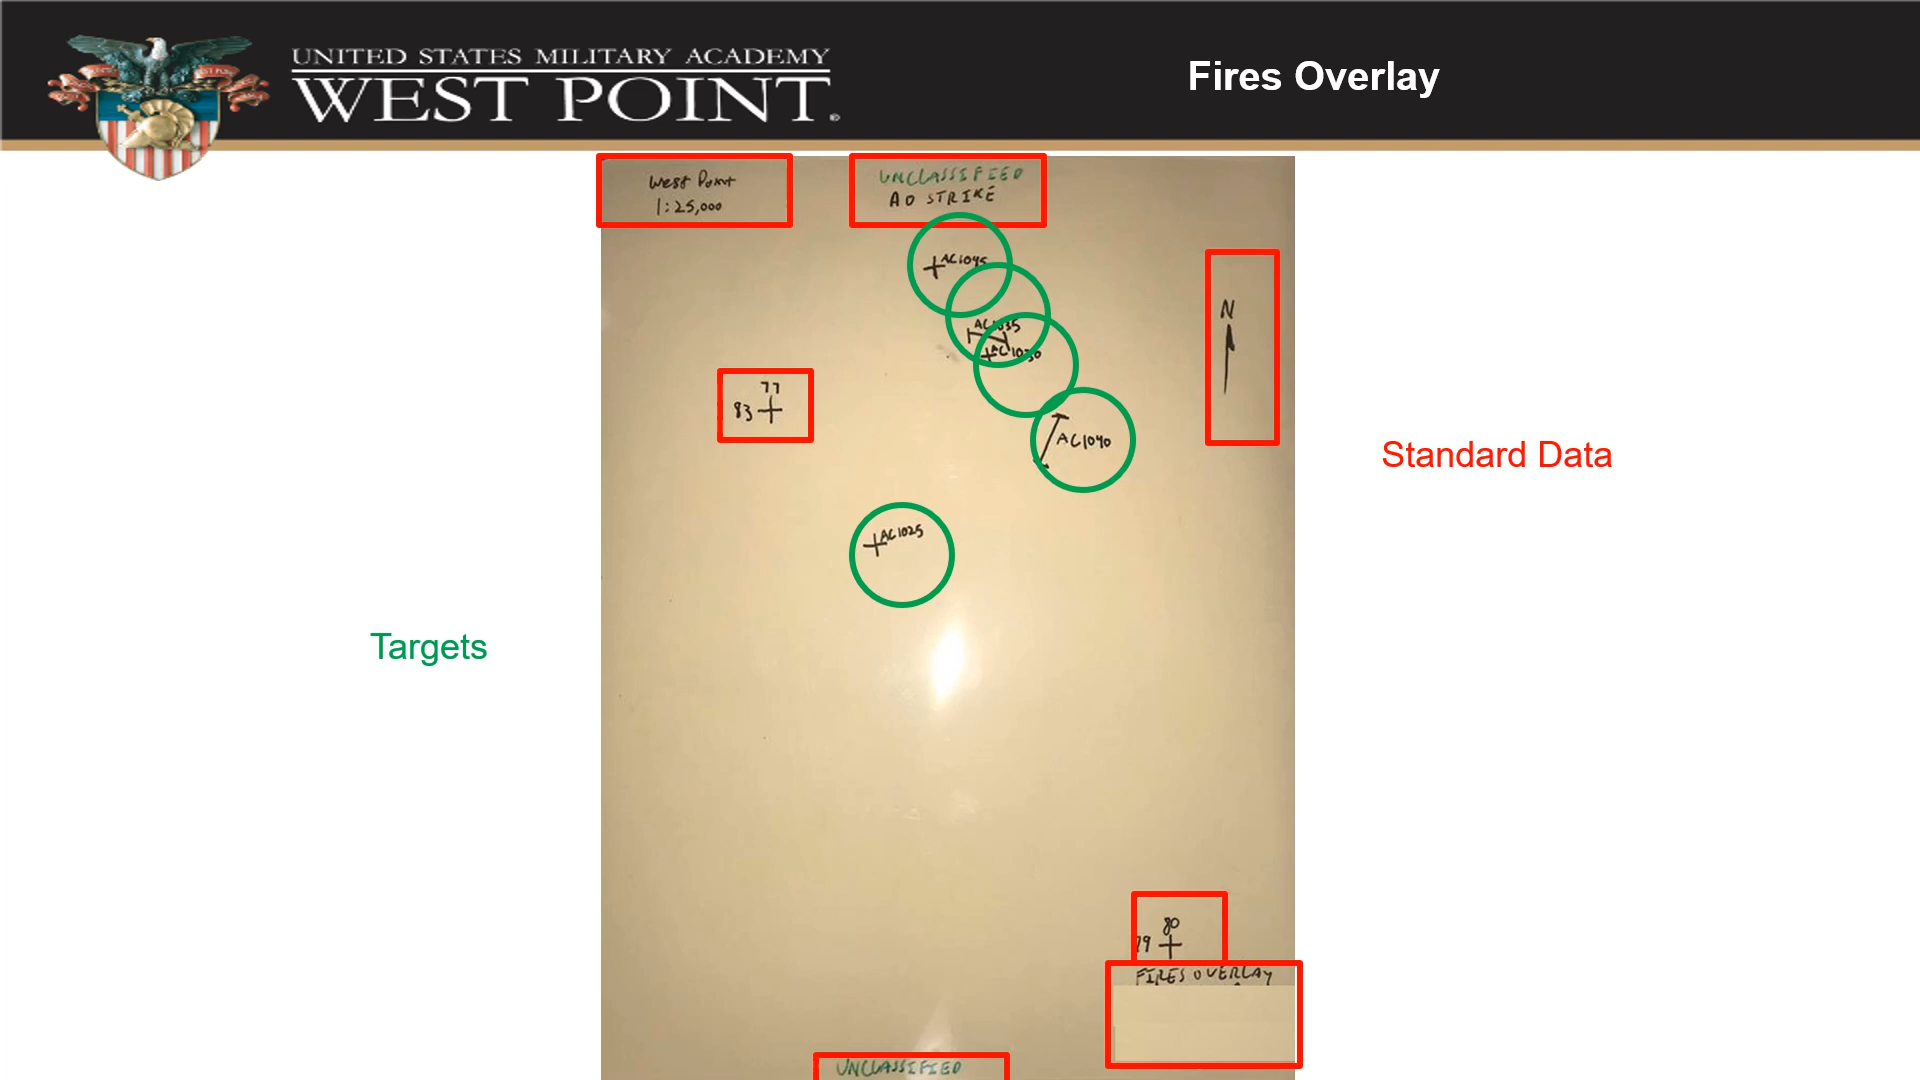 UNITED STATES MILITARY ACADEMY
WEST POINT.
Fires Overlay
West Point
1:25,000
UNCLASSIFIED
AO STRIKE
AC1045
N
AC1035
AC1030
77
83
AC1040
Standard Data
AC1025
Targets
80
79
FIRES OVERLAY
UNCLASSIFIED